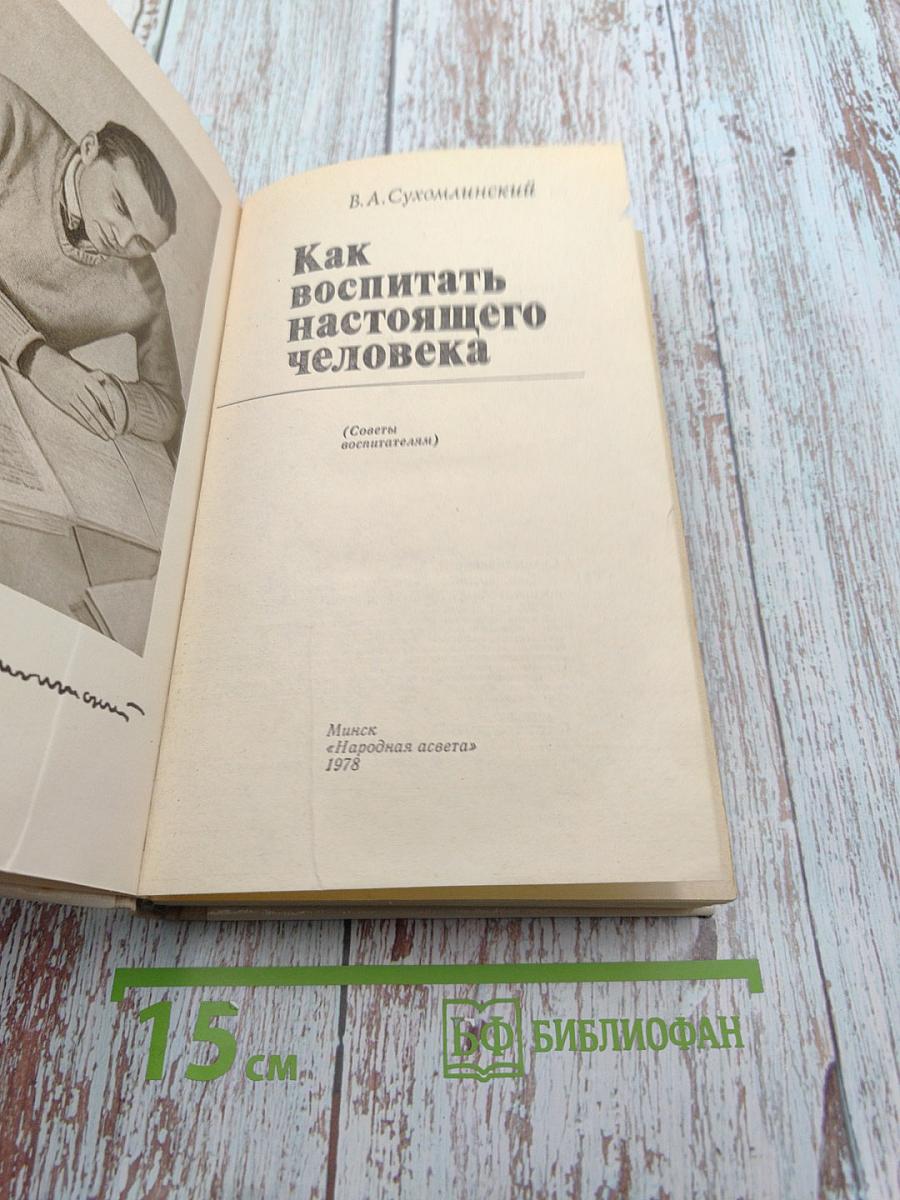 В. А. Сухомлинский
Как
воспитать
настоящего
человека
(Советы
воспитателям)
Минск
«Народная асвета»
1978
15 см
БФ БИБЛИОФАН